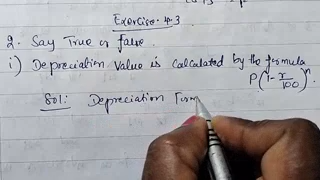 Exercise 4.3
2. Say True or false.
i) Depreciation value is calculated by the formula
P(1 - r/100)^n.
Sol: Depreciation Form